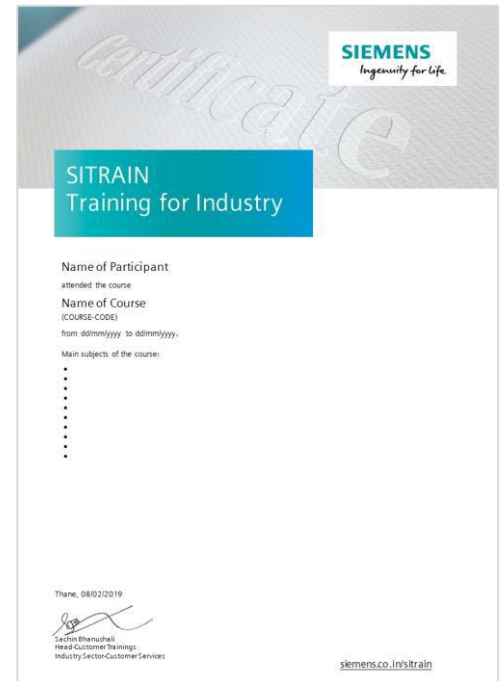 Certificate
SIEMENS
Ingenuity for life
SITRAIN
Training for Industry
Name of Participant
attended the course
Name of Course
(COURSE-CODE)
from dd/mm/yyyy to dd/mm/yyyy.
Main subjects of the course:
•
•
•
•
•
•
•
•
•
•
Thane, 08/02/2019
Sachin Bhanushali
Head-Customer Trainings
Industry Sector-Customer Services
siemens.co.in/sitrain